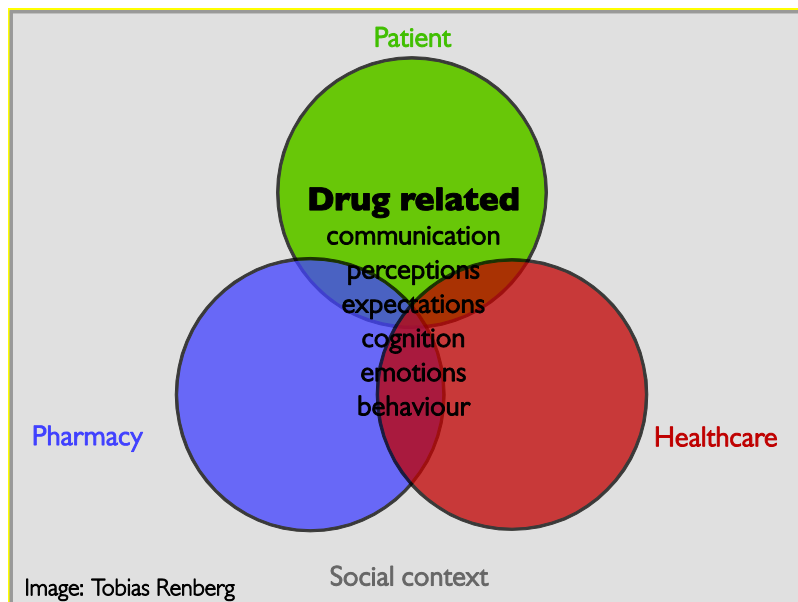 Patient
Drug related
communication
perceptions
expectations
cognition
emotions
behaviour
Pharmacy
Healthcare
Social context
Image: Tobias Renberg